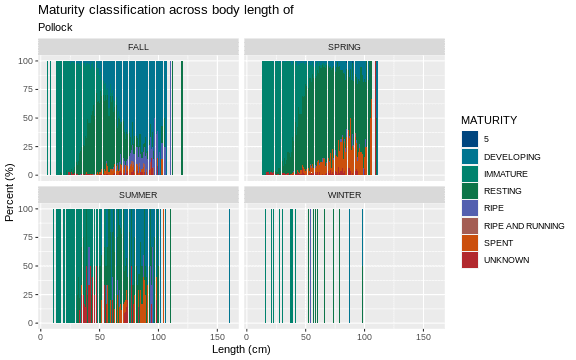 Maturity classification across body length of
Pollock
FALL
SPRING
100
75
50
25
0
SUMMER
WINTER
100
75
50
25
0
0
50
100
150
0
50
100
150
Percent (%)
Length (cm)
MATURITY
5
DEVELOPING
IMMATURE
RESTING
RIPE
RIPE AND RUNNING
SPENT
UNKNOWN